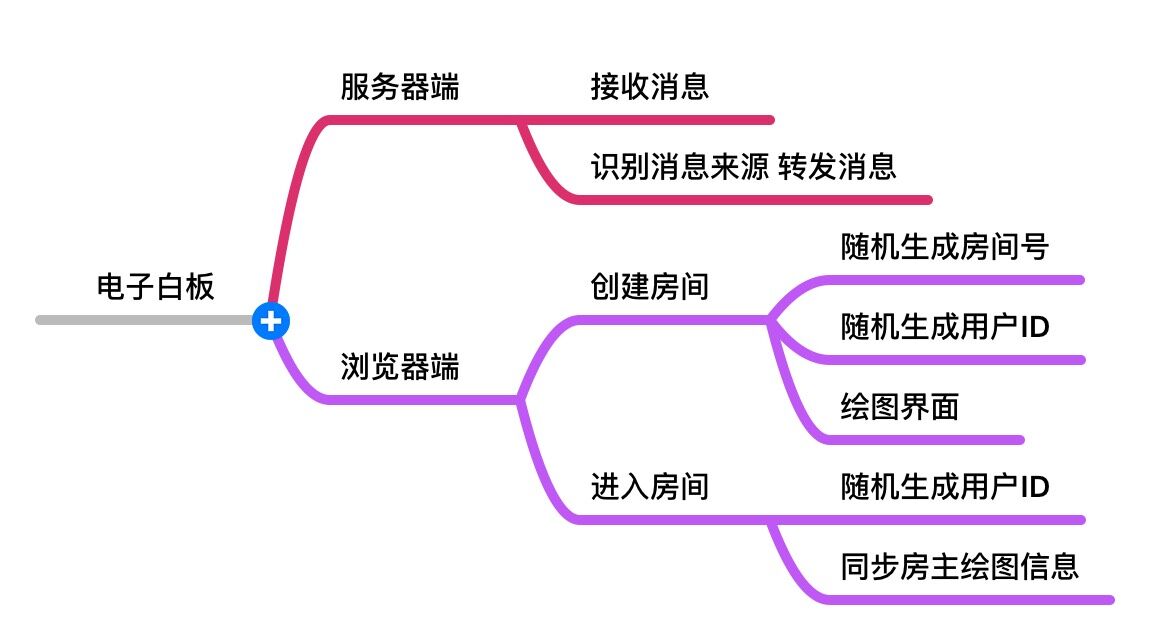 服务器端
接收消息
识别消息来源 转发消息
电子白板
浏览器端
创建房间
随机生成房间号
随机生成用户ID
绘图界面
进入房间
随机生成用户ID
同步房主绘图信息